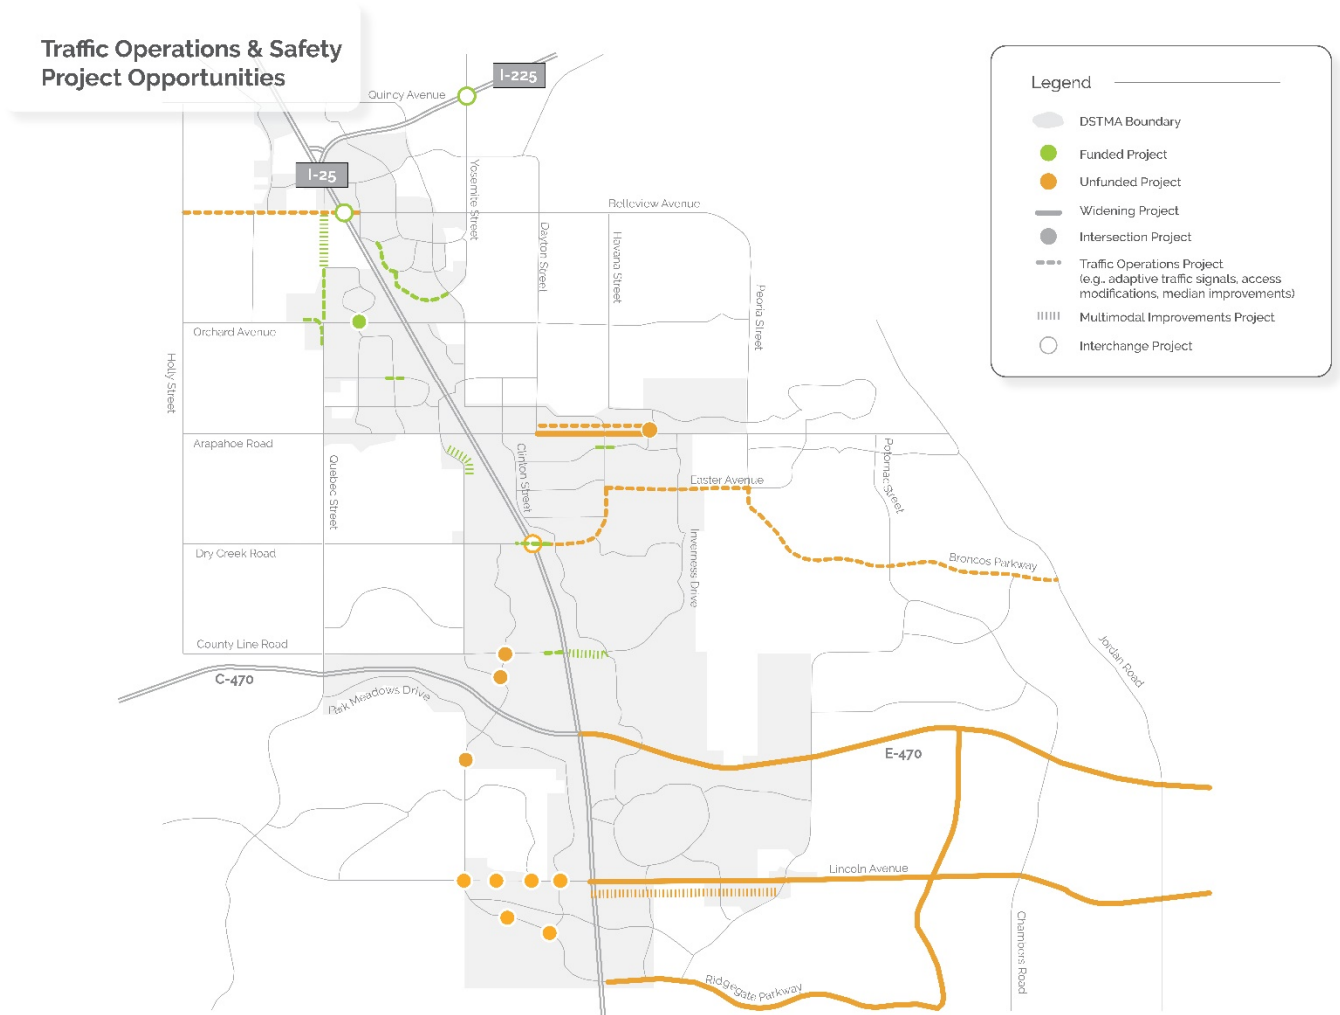 Traffic Operations & Safety
Project Opportunities
I-225
Quincy Avenue
I-25
Yosemite Street
Belleview Avenue
Dayton Street
Havana Street
Peoria Street
Orchard Avenue
Holly Street
Arapahoe Road
Quebec Street
Clinton Street
Potomac Street
Easter Avenue
Inverness Drive
Dry Creek Road
Broncos Parkway
County Line Road
Jordan Road
C-470
Park Meadows Drive
E-470
Lincoln Avenue
Chambers Road
Ridgegate Parkway
Legend
DSTMA Boundary
Funded Project
Unfunded Project
Widening Project
Intersection Project
Traffic Operations Project
(e.g., adaptive traffic signals, access
modifications, median improvements)
Multimodal Improvements Project
Interchange Project